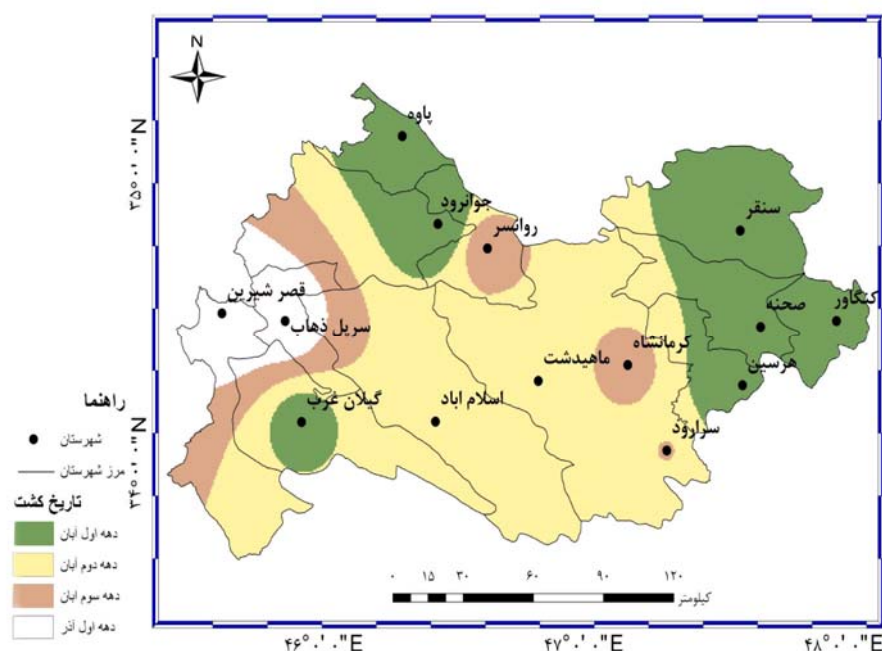 N
پاوه
جوانرود
روانسر
سنقر
کنگاور
صحنه
هرسین
کرمانشاه
ماهیدشت
قصر شیرین
سرپل ذهاب
گیلان غرب
اسلام اباد
سرارود
۳۵°۰'۰"N
۳۴°۰'۰"N
راهنما
شهرستان
مرز شهرستان
تاریخ کشت
دهه اول آبان
دهه دوم آبان
دهه سوم ابان
دهه اول آذر
۰ ۱۵ ۳۰ ۶۰ ۹۰ ۱۲۰
کیلومتر
۴۶°۰'۰"E ۴۷°۰'۰"E ۴۸°۰'۰"E